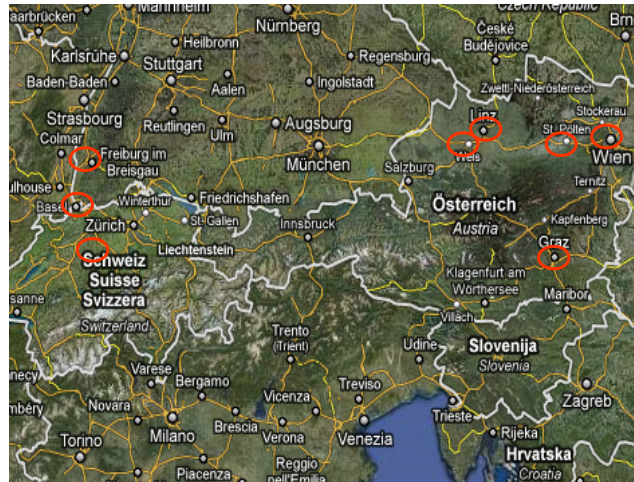 aarbrücken
Mannheim
Nürnberg
České
Budějovice
Czech Republic
Brn
Karlsruhe
Heilbronn
Regensburg
Stuttgart
Baden-Baden
Aalen
Ingolstadt
Zwettl-Niederösterreich
Strasbourg
Linz
Stockerau
Reutlingen
Ulm
Augsburg
St. Pölten
Colmar
München
Wels
Wien
Freiburg im
Breisgau
Salzburg
ulhouse
Ternitz
Basel
Winterthur
Friedrichshafen
Österreich
Zürich
St. Gallen
Innsbruck
Austria
Kapfenberg
Liechtenstein
Graz
Schweiz
Suisse
Svizzera
Klagenfurt am
Wörthersee
sanne
Maribor
Switzerland
Villach
Trento
(Trient)
Udine
Slovenija
Slovenia
necy
Varese
Bergamo
Treviso
Zagreb
mbéry
Novara
Vicenza
Trieste
Milano
Brescia
Verona
Venezia
Rijeka
Torino
Hrvatska
Piacenza
Reggio
nell'Emilia
Croatia